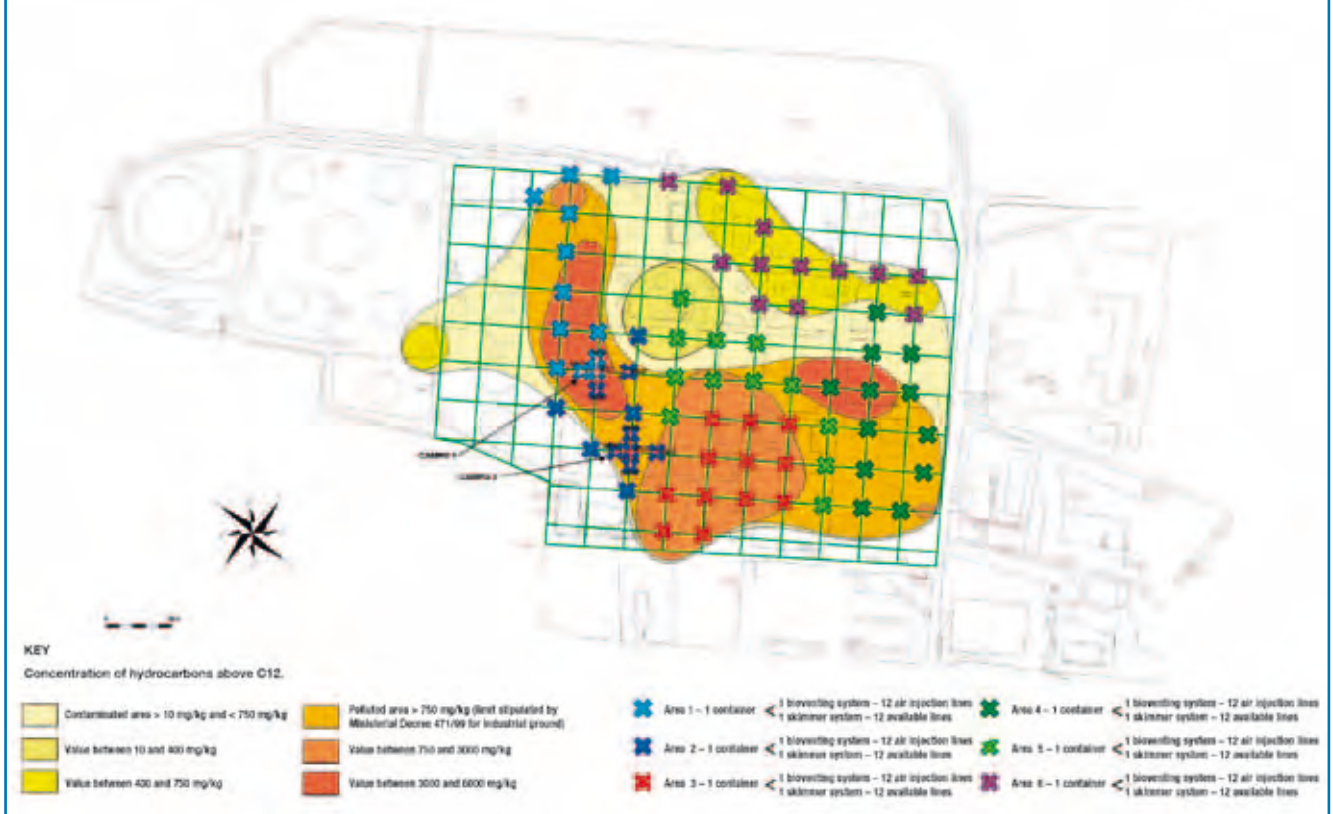 KEY
Concentration of hydrocarbons above C12.
Contaminated area > 10 mg/kg and < 750 mg/kg
Value between 10 and 400 mg/kg
Value between 400 and 750 mg/kg
Polluted area > 750 mg/kg (limit stipulated by
Ministerial Decree 471/99 for industrial ground)
Value between 750 and 3000 mg/kg
Value between 3000 and 6000 mg/kg
Area 1 – 1 container < 1 bioventing system – 12 air injection lines
1 skimmer system – 12 available lines
Area 2 – 1 container < 1 bioventing system – 12 air injection lines
1 skimmer system – 12 available lines
Area 3 – 1 container < 1 bioventing system – 12 air injection lines
1 skimmer system – 12 available lines
Area 4 – 1 container < 1 bioventing system – 12 air injection lines
1 skimmer system – 12 available lines
Area 5 – 1 container < 1 bioventing system – 12 air injection lines
1 skimmer system – 12 available lines
Area 6 – 1 container < 1 bioventing system – 12 air injection lines
1 skimmer system – 12 available lines